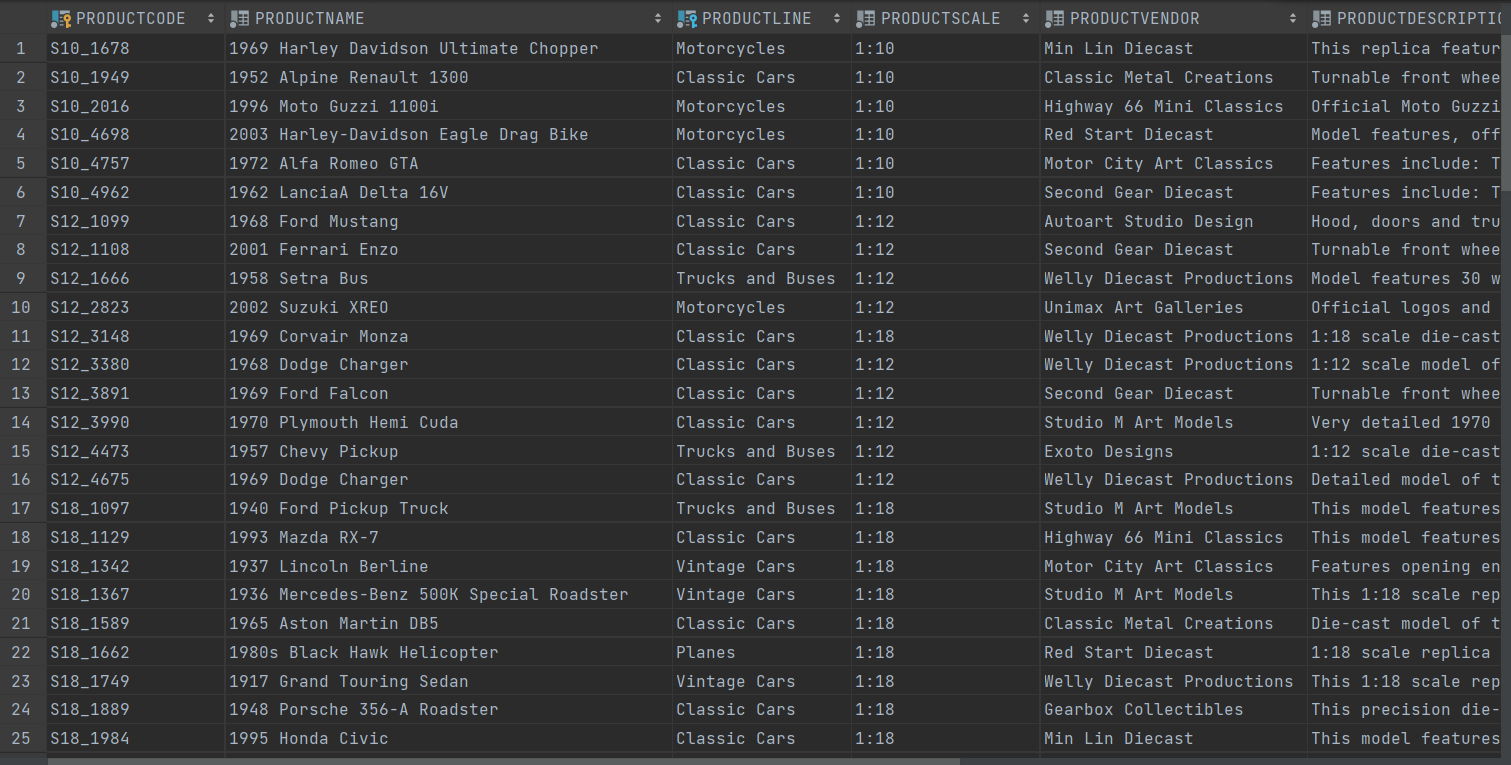 PRODUCTCODE PRODUCTNAME PRODUCTLINE PRODUCTSCALE PRODUCTVENDOR PRODUCTDESCRIPTIO
1 S10_1678 1969 Harley Davidson Ultimate Chopper Motorcycles 1:10 Min Lin Diecast This replica featur
2 S10_1949 1952 Alpine Renault 1300 Classic Cars 1:10 Classic Metal Creations Turnable front whee
3 S10_2016 1996 Moto Guzzi 1100i Motorcycles 1:10 Highway 66 Mini Classics Official Moto Guzzi
4 S10_4698 2003 Harley-Davidson Eagle Drag Bike Motorcycles 1:10 Red Start Diecast Model features, off
5 S10_4757 1972 Alfa Romeo GTA Classic Cars 1:10 Motor City Art Classics Features include: T
6 S10_4962 1962 LanciaA Delta 16V Classic Cars 1:10 Second Gear Diecast Features include: T
7 S12_1099 1968 Ford Mustang Classic Cars 1:12 Autoart Studio Design Hood, doors and tru
8 S12_1108 2001 Ferrari Enzo Classic Cars 1:12 Second Gear Diecast Turnable front whee
9 S12_1666 1958 Setra Bus Trucks and Buses 1:12 Welly Diecast Productions Model features 30 w
10 S12_2823 2002 Suzuki XREO Motorcycles 1:12 Unimax Art Galleries Official logos and
11 S12_3148 1969 Corvair Monza Classic Cars 1:18 Welly Diecast Productions 1:18 scale die-cast
12 S12_3380 1968 Dodge Charger Classic Cars 1:12 Welly Diecast Productions 1:12 scale model of
13 S12_3891 1969 Ford Falcon Classic Cars 1:12 Second Gear Diecast Turnable front whee
14 S12_3990 1970 Plymouth Hemi Cuda Classic Cars 1:12 Studio M Art Models Very detailed 1970
15 S12_4473 1957 Chevy Pickup Trucks and Buses 1:12 Exoto Designs 1:12 scale die-cast
16 S12_4675 1969 Dodge Charger Classic Cars 1:12 Welly Diecast Productions Detailed model of t
17 S18_1097 1940 Ford Pickup Truck Trucks and Buses 1:18 Studio M Art Models This model features
18 S18_1129 1993 Mazda RX-7 Classic Cars 1:18 Highway 66 Mini Classics This model features
19 S18_1342 1937 Lincoln Berline Vintage Cars 1:18 Motor City Art Classics Features opening en
20 S18_1367 1936 Mercedes-Benz 500K Special Roadster Vintage Cars 1:18 Studio M Art Models This 1:18 scale rep
21 S18_1589 1965 Aston Martin DB5 Classic Cars 1:18 Classic Metal Creations Die-cast model of t
22 S18_1662 1980s Black Hawk Helicopter Planes 1:18 Red Start Diecast 1:18 scale replica
23 S18_1749 1917 Grand Touring Sedan Vintage Cars 1:18 Welly Diecast Productions This 1:18 scale rep
24 S18_1889 1948 Porsche 356-A Roadster Classic Cars 1:18 Gearbox Collectibles This precision die-
25 S18_1984 1995 Honda Civic Classic Cars 1:18 Min Lin Diecast This model features